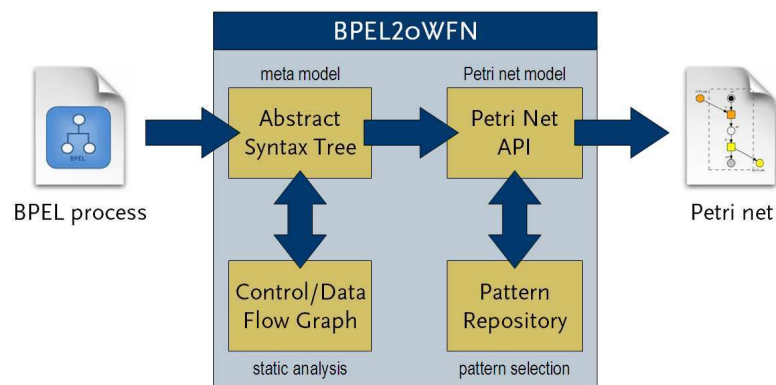 BPEL2oWFN
meta model
Petri net model
Abstract
Syntax Tree
Petri Net
API
BPEL
BPEL process
Petri net
Control/Data
Flow Graph
Pattern
Repository
static analysis
pattern selection